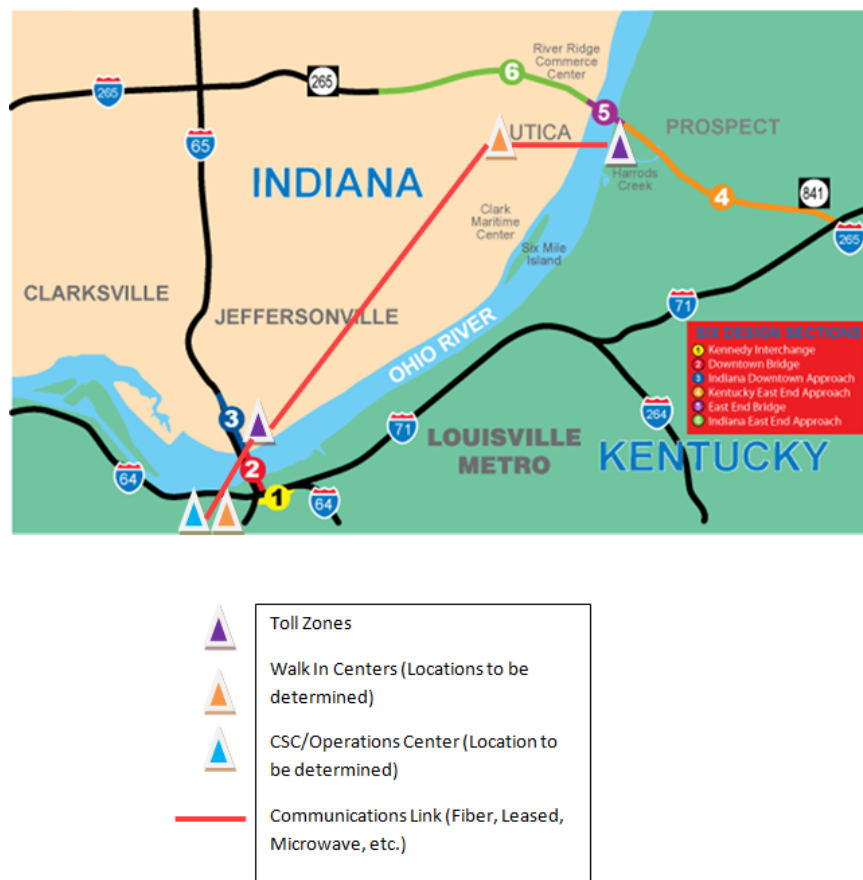 River Ridge
Commerce
Center
6
265
265
5
UTICA
PROSPECT
65
INDIANA
Harrods
Creek
841
4
Clark
Maritime
Center
265
Six Mile
Island
CLARKSVILLE
71
JEFFERSONVILLE
OHIO RIVER
SIX DESIGN SECTIONS
1 Kennedy Interchange
2 Downtown Bridge
3 Indiana Downtown Approach
4 Kentucky East End Approach
5 East End Bridge
6 Indiana East End Approach
3
264
71
LOUISVILLE
METRO
KENTUCKY
2
64
1
64
Toll Zones
Walk In Centers (Locations to be
determined)
CSC/Operations Center (Location to
be determined)
Communications Link (Fiber, Leased,
Microwave, etc.)